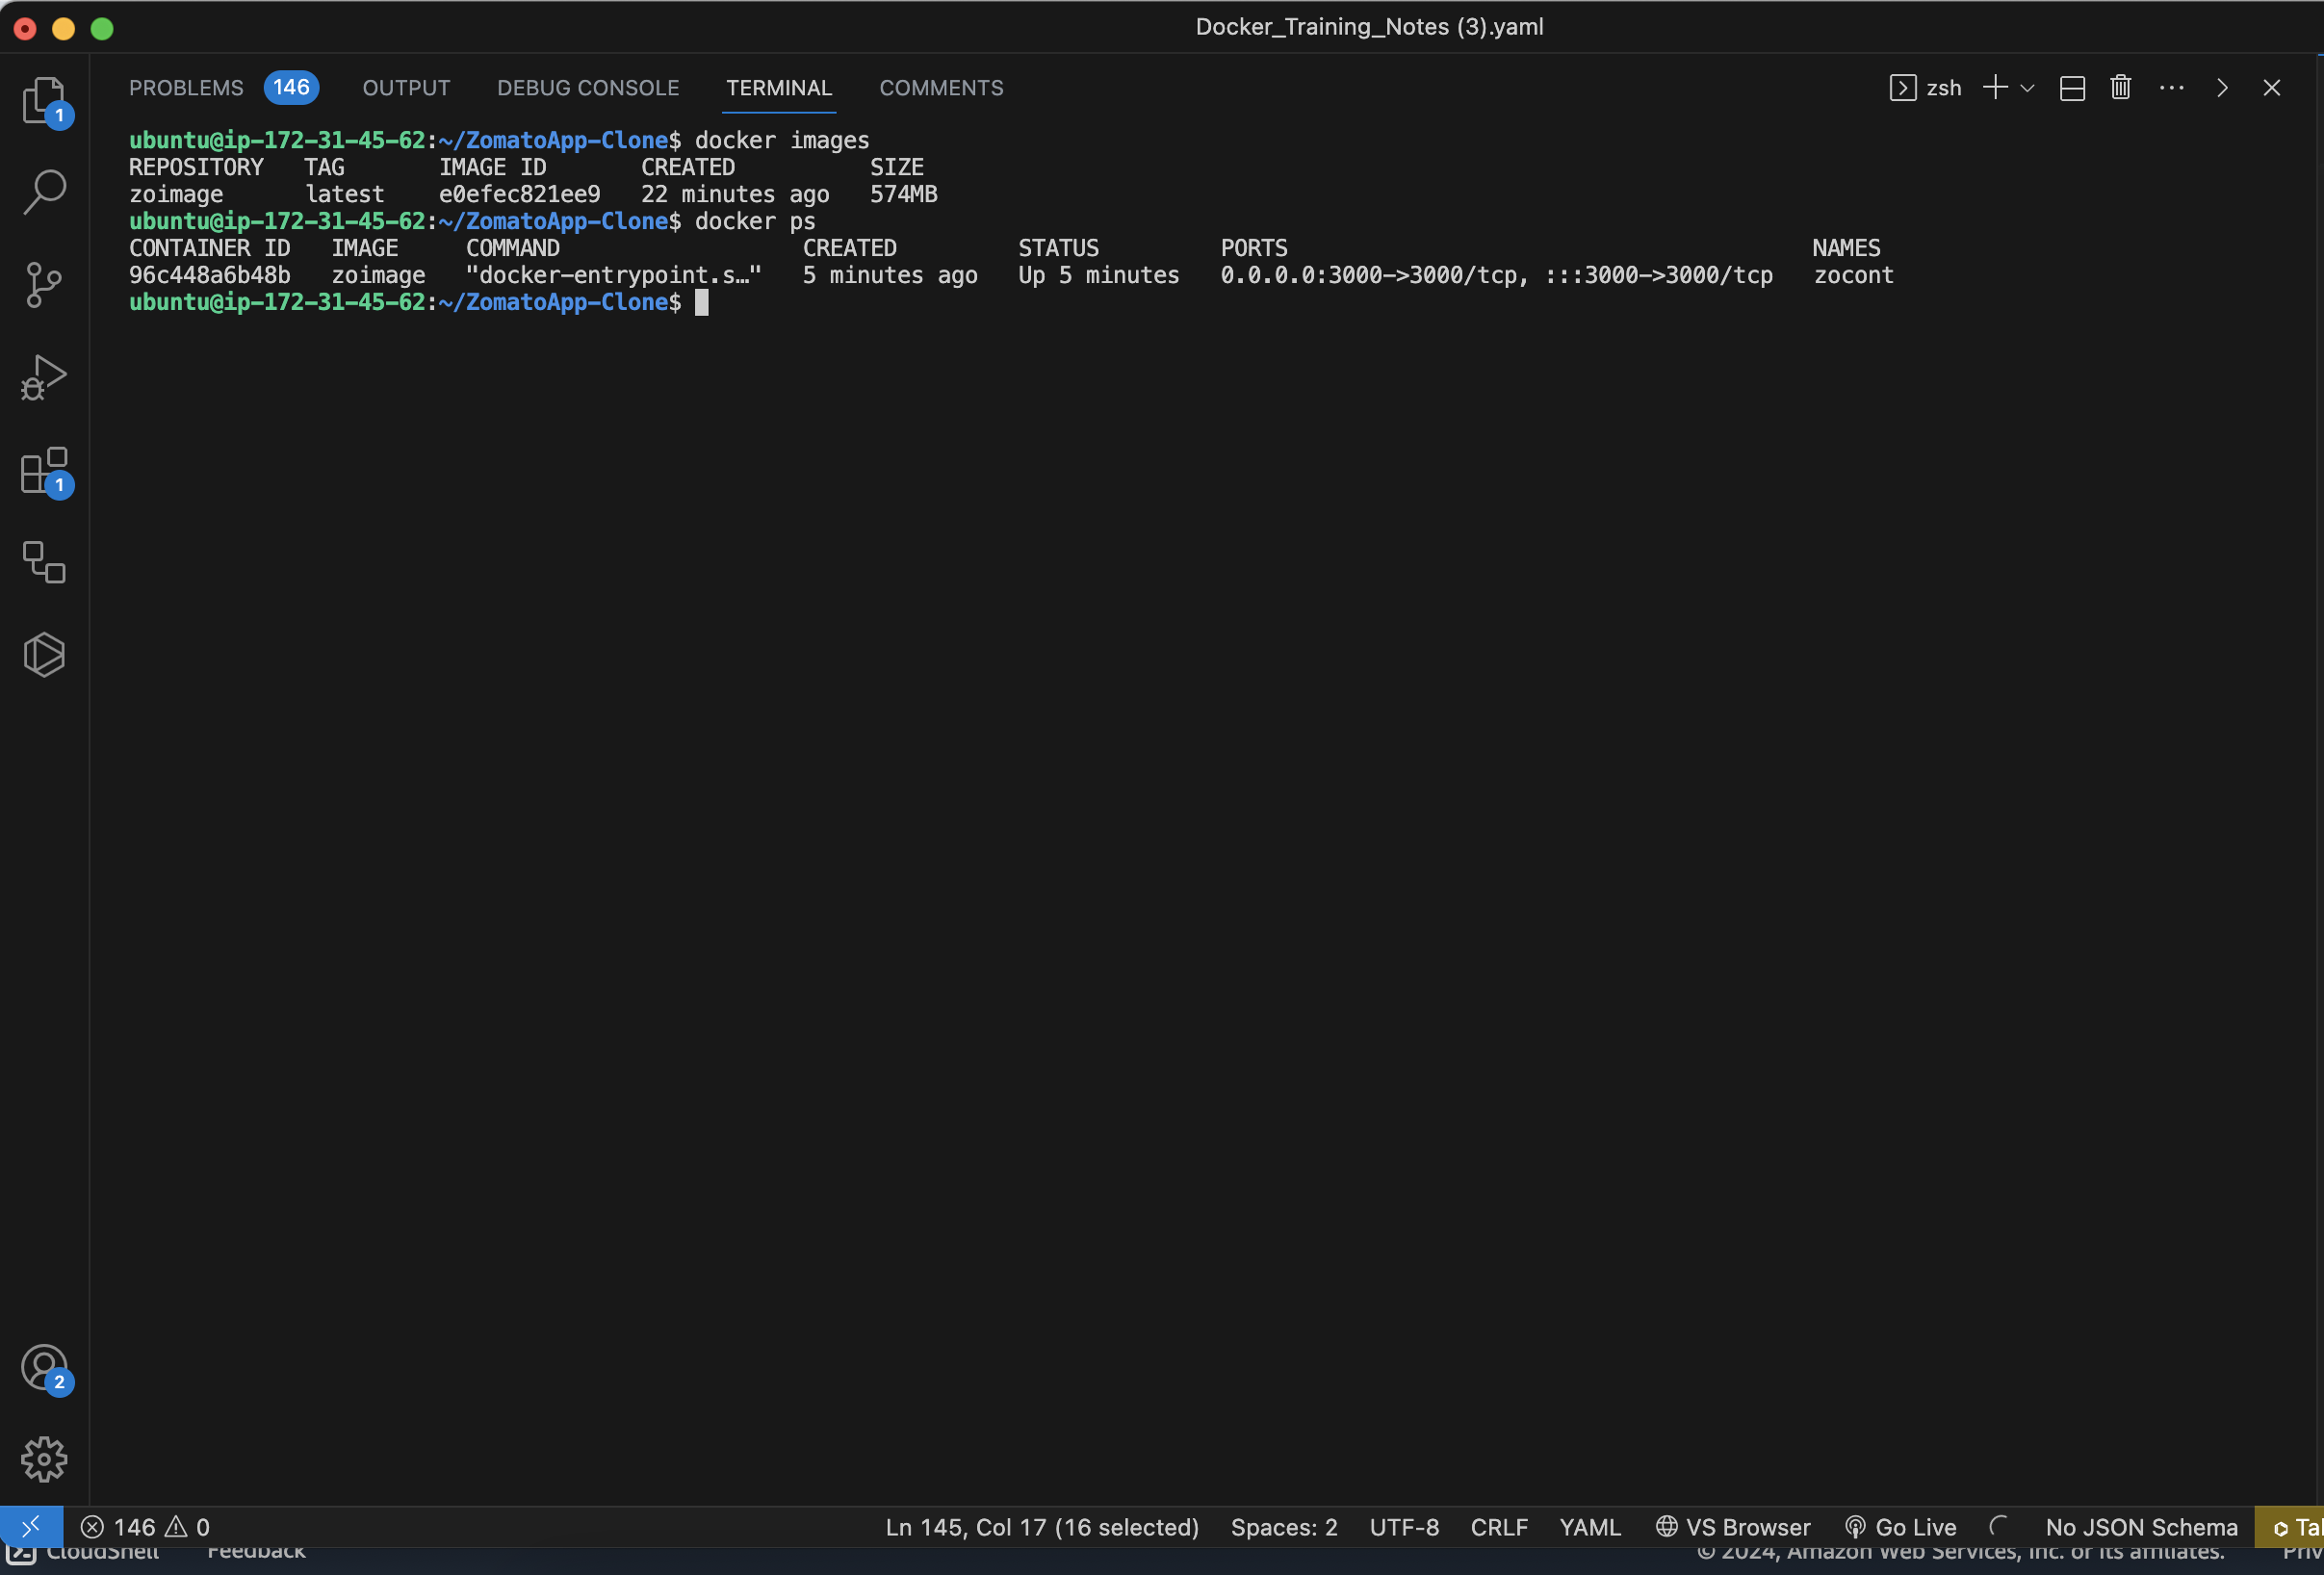 Docker_Training_Notes (3).yaml
PROBLEMS 146 OUTPUT DEBUG CONSOLE TERMINAL COMMENTS zsh
1
ubuntu@ip-172-31-45-62:~/ZomatoApp-Clone$ docker images
REPOSITORY TAG IMAGE ID CREATED SIZE
zoimage latest e0efec821ee9 22 minutes ago 574MB
ubuntu@ip-172-31-45-62:~/ZomatoApp-Clone$ docker ps
CONTAINER ID IMAGE COMMAND CREATED STATUS PORTS NAMES
96c448a6b48b zoimage "docker-entrypoint.s…" 5 minutes ago Up 5 minutes 0.0.0.0:3000->3000/tcp, :::3000->3000/tcp zocont
ubuntu@ip-172-31-45-62:~/ZomatoApp-Clone$
1
2
146 0 Ln 145, Col 17 (16 selected) Spaces: 2 UTF-8 CRLF YAML VS Browser Go Live No JSON Schema Tal
CloudShell Feedback © 2024, Amazon Web Services, Inc. or its affiliates. Priv